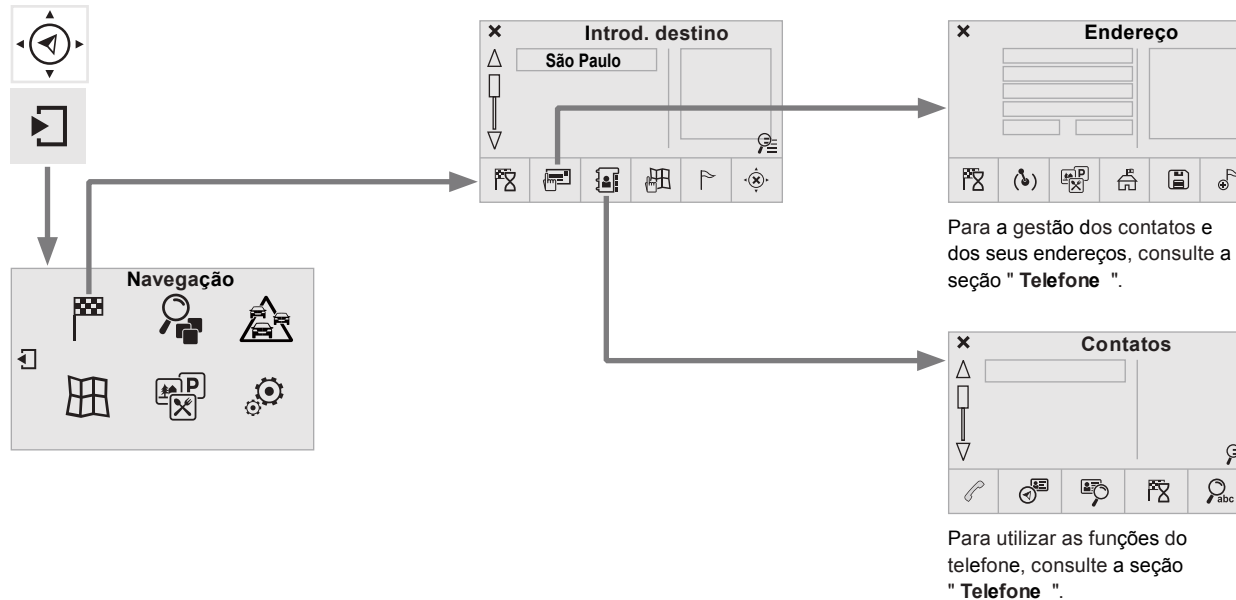 Introd. destino
São Paulo
Endereço
P
Para a gestão dos contatos e
dos seus endereços, consulte a
seção " Telefone ".
Navegação
P
Contatos
abc
Para utilizar as funções do
telefone, consulte a seção
" Telefone ".